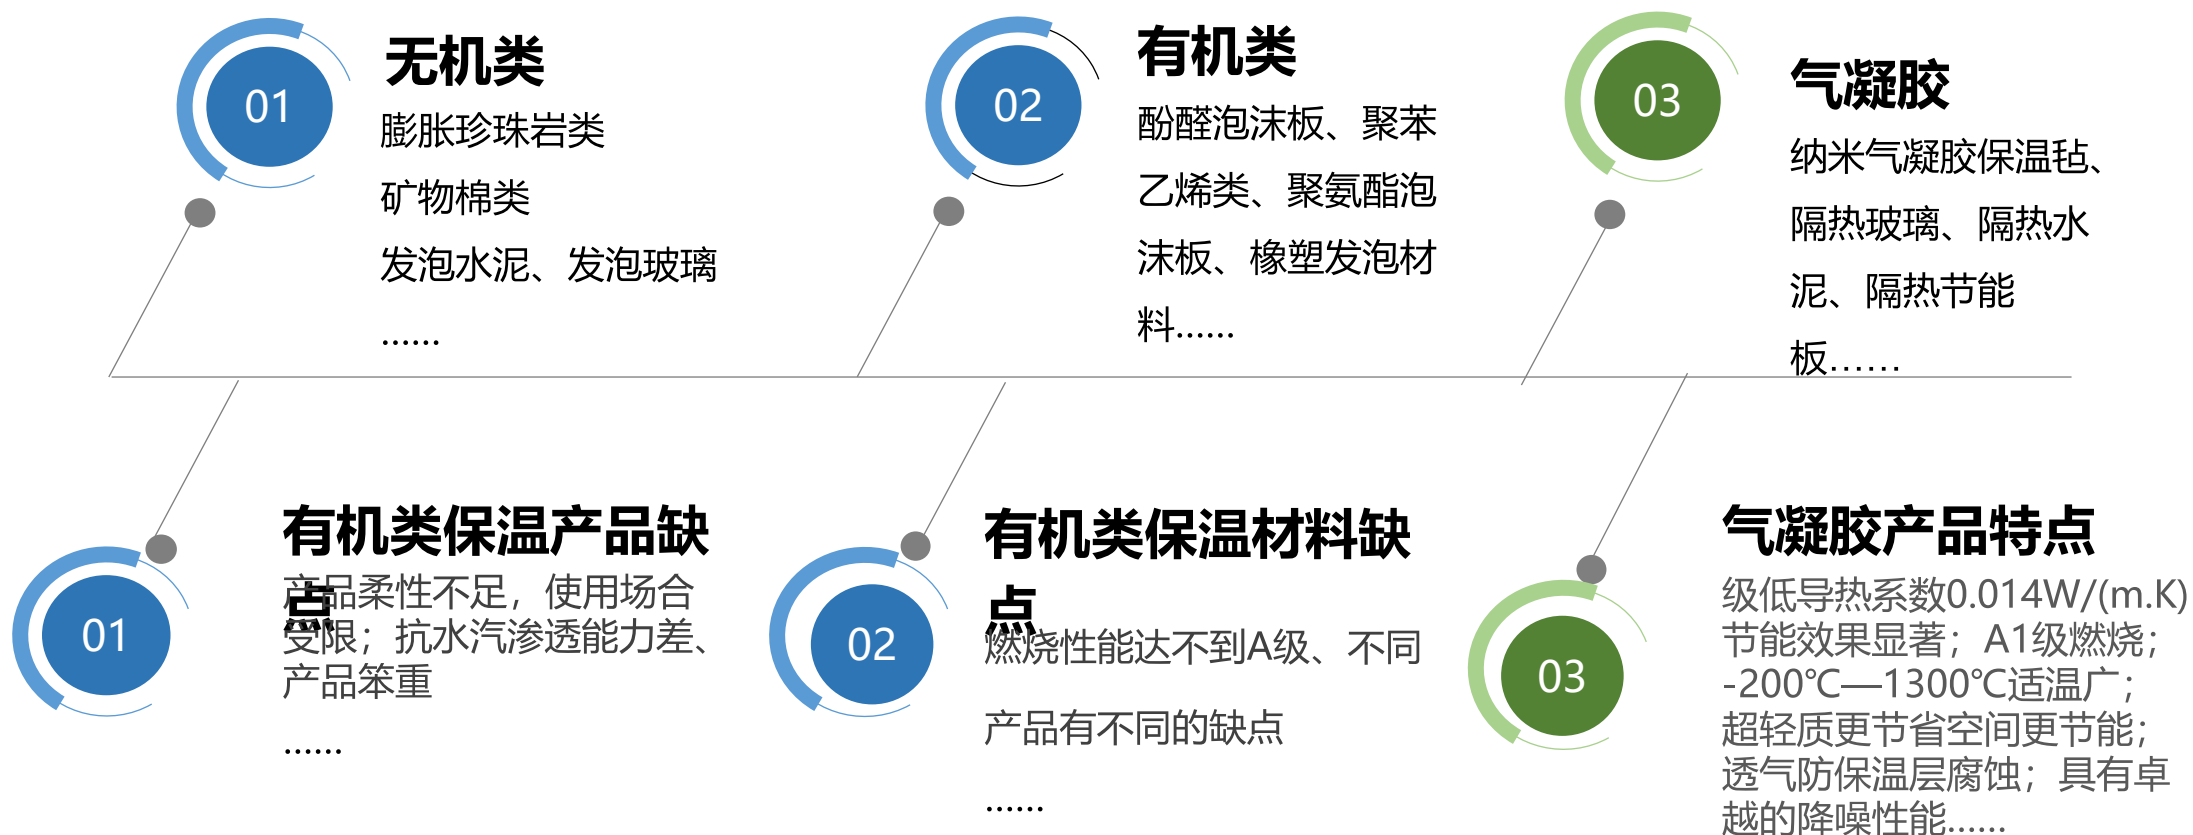 01
无机类
膨胀珍珠岩类
矿物棉类
发泡水泥、发泡玻璃
……
02
有机类
酚醛泡沫板、聚苯
乙烯类、聚氨酯泡
沫板、橡塑发泡材
料……
03
气凝胶
纳米气凝胶保温毡、
隔热玻璃、隔热水
泥、隔热节能
板……
01
有机类保温产品缺
点
产品柔性不足，使用场合
受限；抗水汽渗透能力差、
产品笨重
……
02
有机类保温材料缺
点
燃烧性能达不到A级、不同
产品有不同的缺点
……
03
气凝胶产品特点
级低导热系数0.014W/(m.K)
节能效果显著；A1级燃烧；
-200℃—1300℃适温广；
超轻质更节省空间更节能；
透气防保温层腐蚀；具有卓
越的降噪性能……